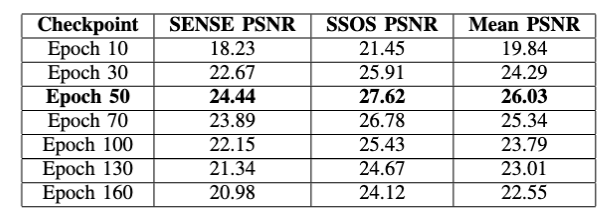 Checkpoint SENSE PSNR SSOS PSNR Mean PSNR
Epoch 10 18.23 21.45 19.84
Epoch 30 22.67 25.91 24.29
Epoch 50 24.44 27.62 26.03
Epoch 70 23.89 26.78 25.34
Epoch 100 22.15 25.43 23.79
Epoch 130 21.34 24.67 23.01
Epoch 160 20.98 24.12 22.55